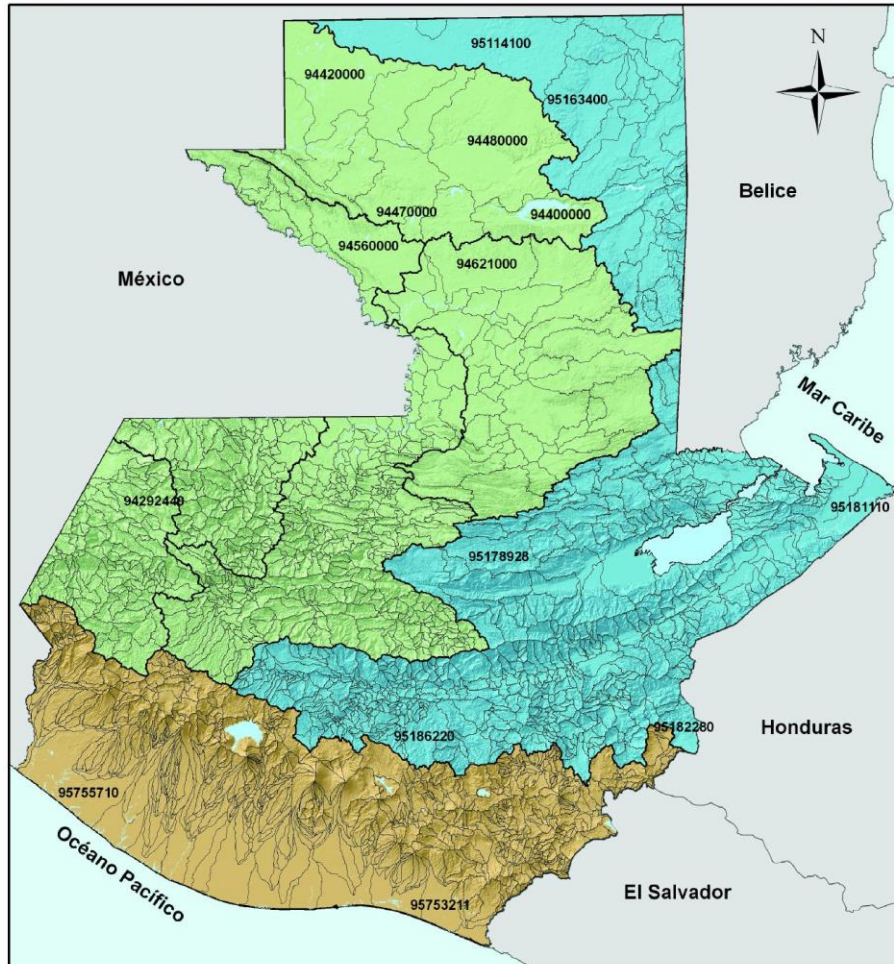 95114100
N
94420000
95163400
94480000
Belice
94470000
94400000
94560000
94621000
México
Mar Caribe
94292440
95181110
95178928
95182280
Honduras
95186220
95755710
Océano Pacífico
El Salvador
95753211